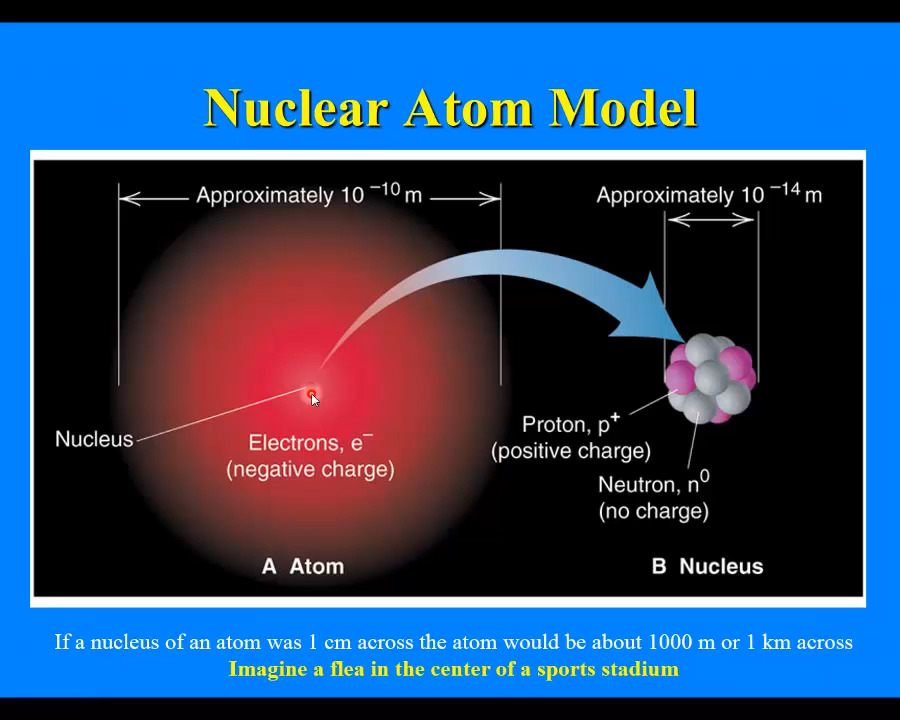 Nuclear Atom Model
Approximately 10 ⁻¹⁰ m
Approximately 10 ⁻¹⁴ m
Nucleus
Electrons, e⁻
(negative charge)
Proton, p⁺
(positive charge)
Neutron, n⁰
(no charge)
A Atom
B Nucleus
If a nucleus of an atom was 1 cm across the atom would be about 1000 m or 1 km across
Imagine a flea in the center of a sports stadium